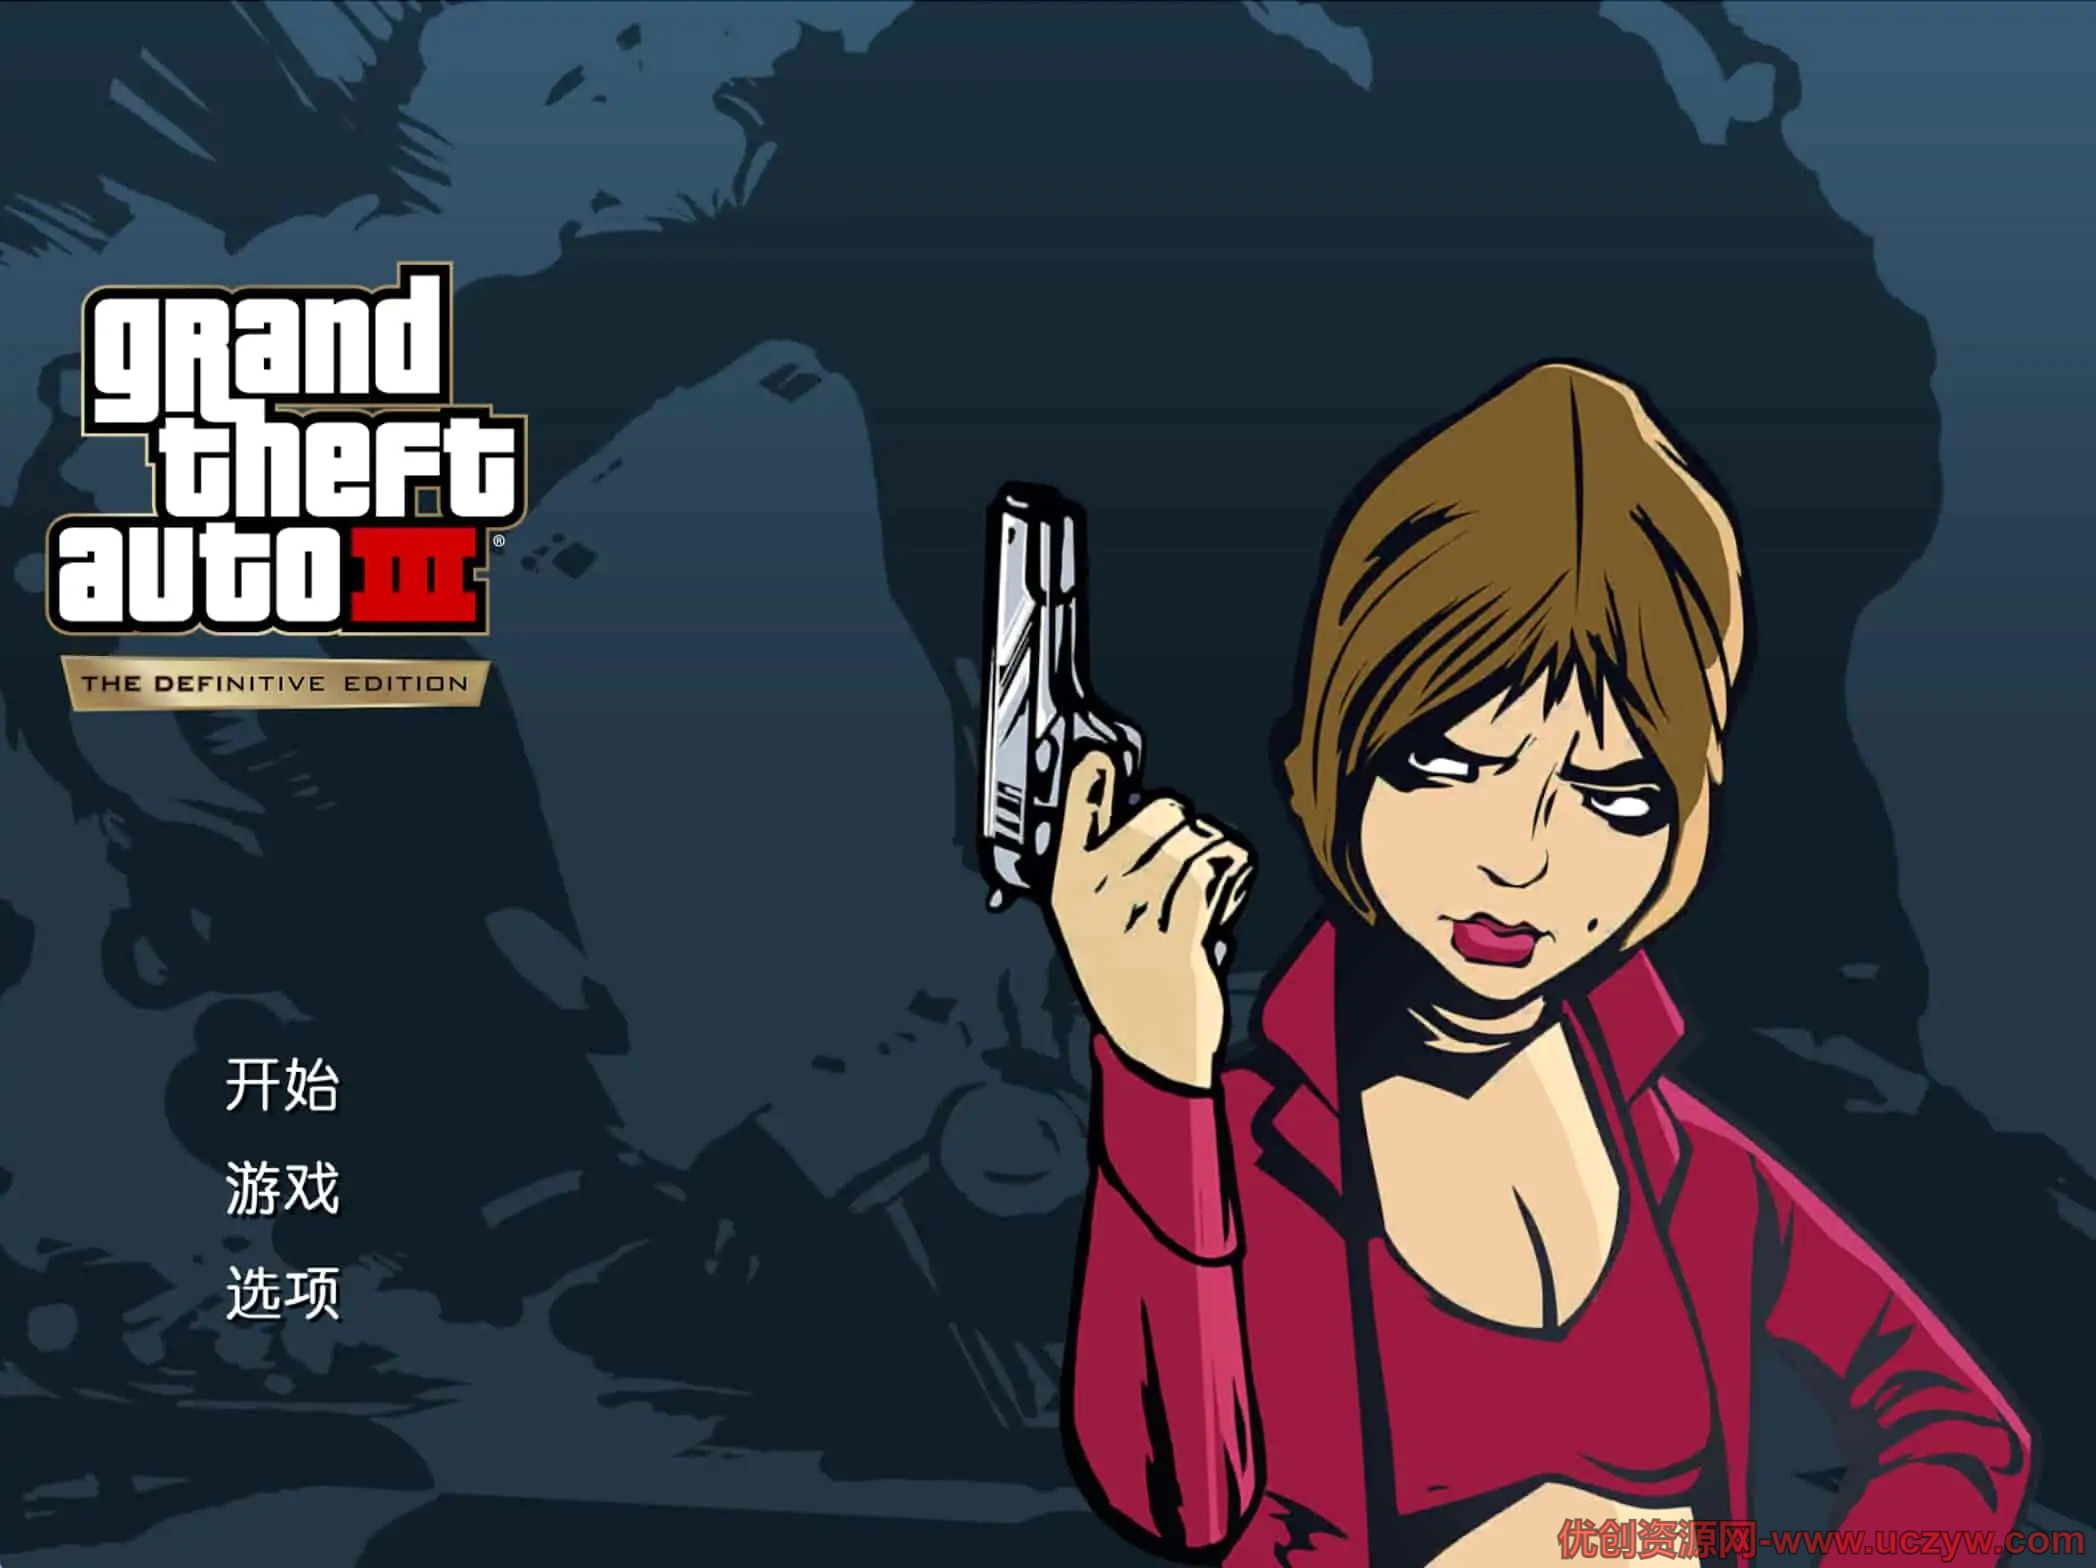 grand
theft
auto III®
THE DEFINITIVE EDITION
开始
游戏
选项
优创资源网-www.uczyw.com